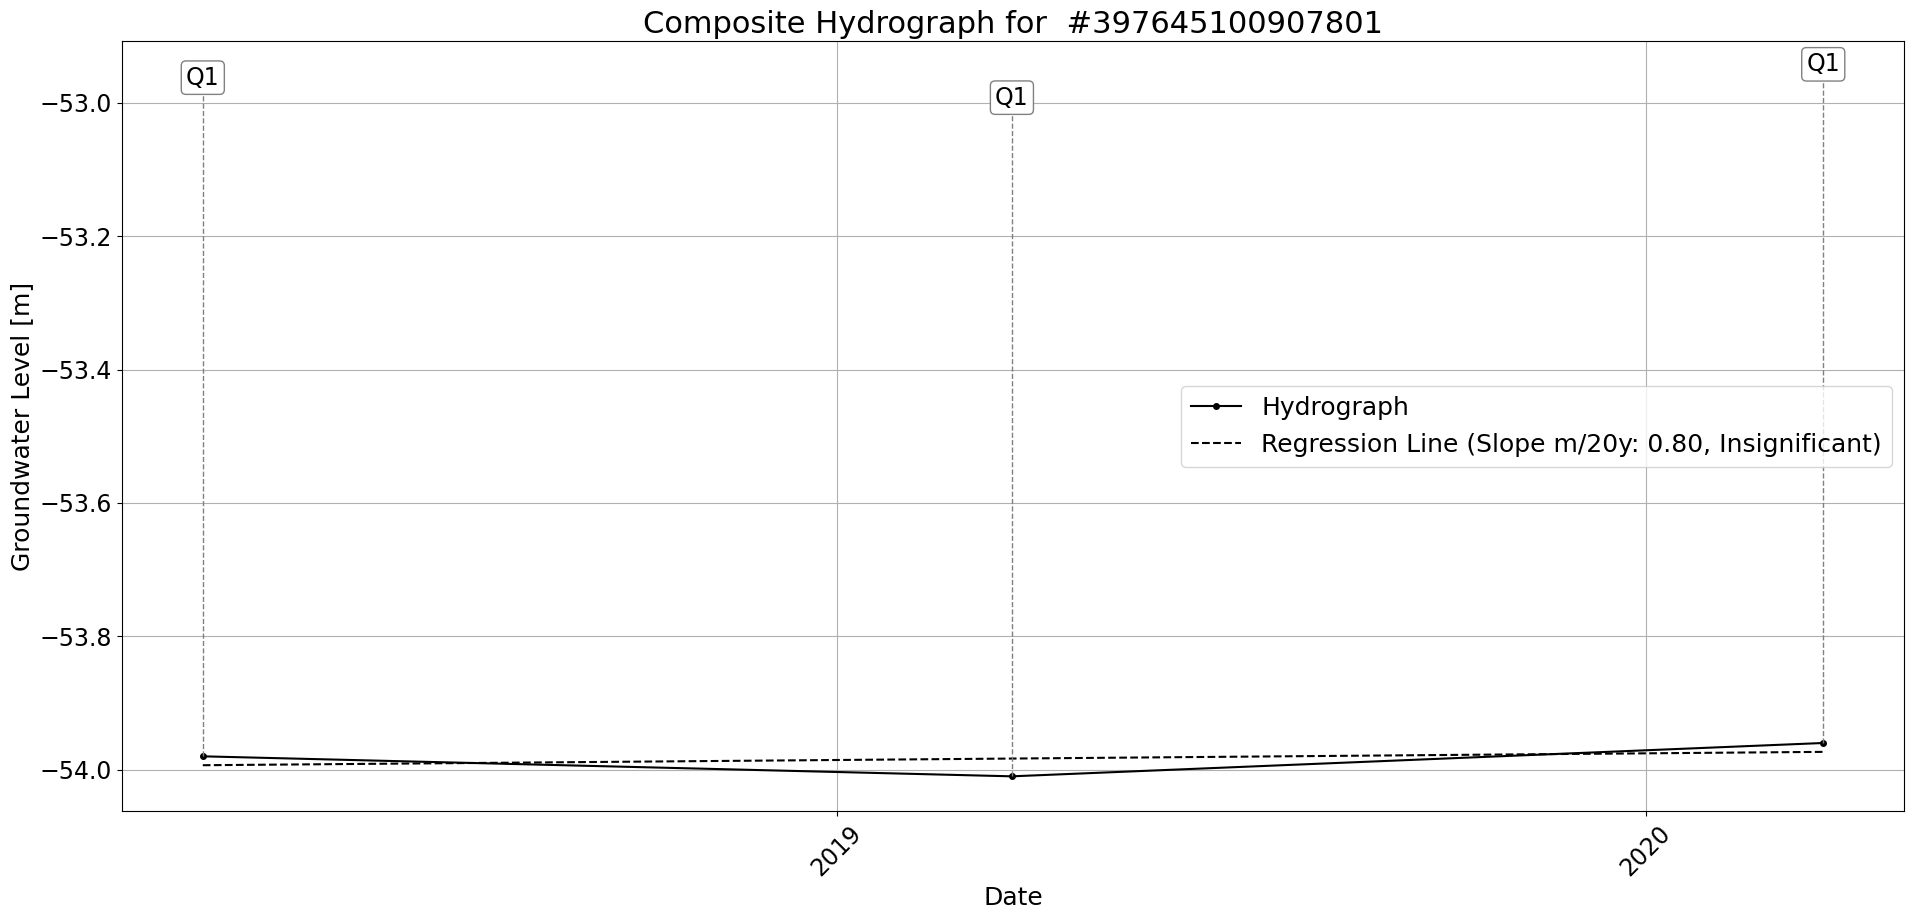 Composite Hydrograph for  #397645100907801
Q1
Q1
Q1
−53.0
−53.2
−53.4
−53.6
−53.8
−54.0
Groundwater Level [m]
Hydrograph
Regression Line (Slope m/20y: 0.80, Insignificant)
2019
2020
Date